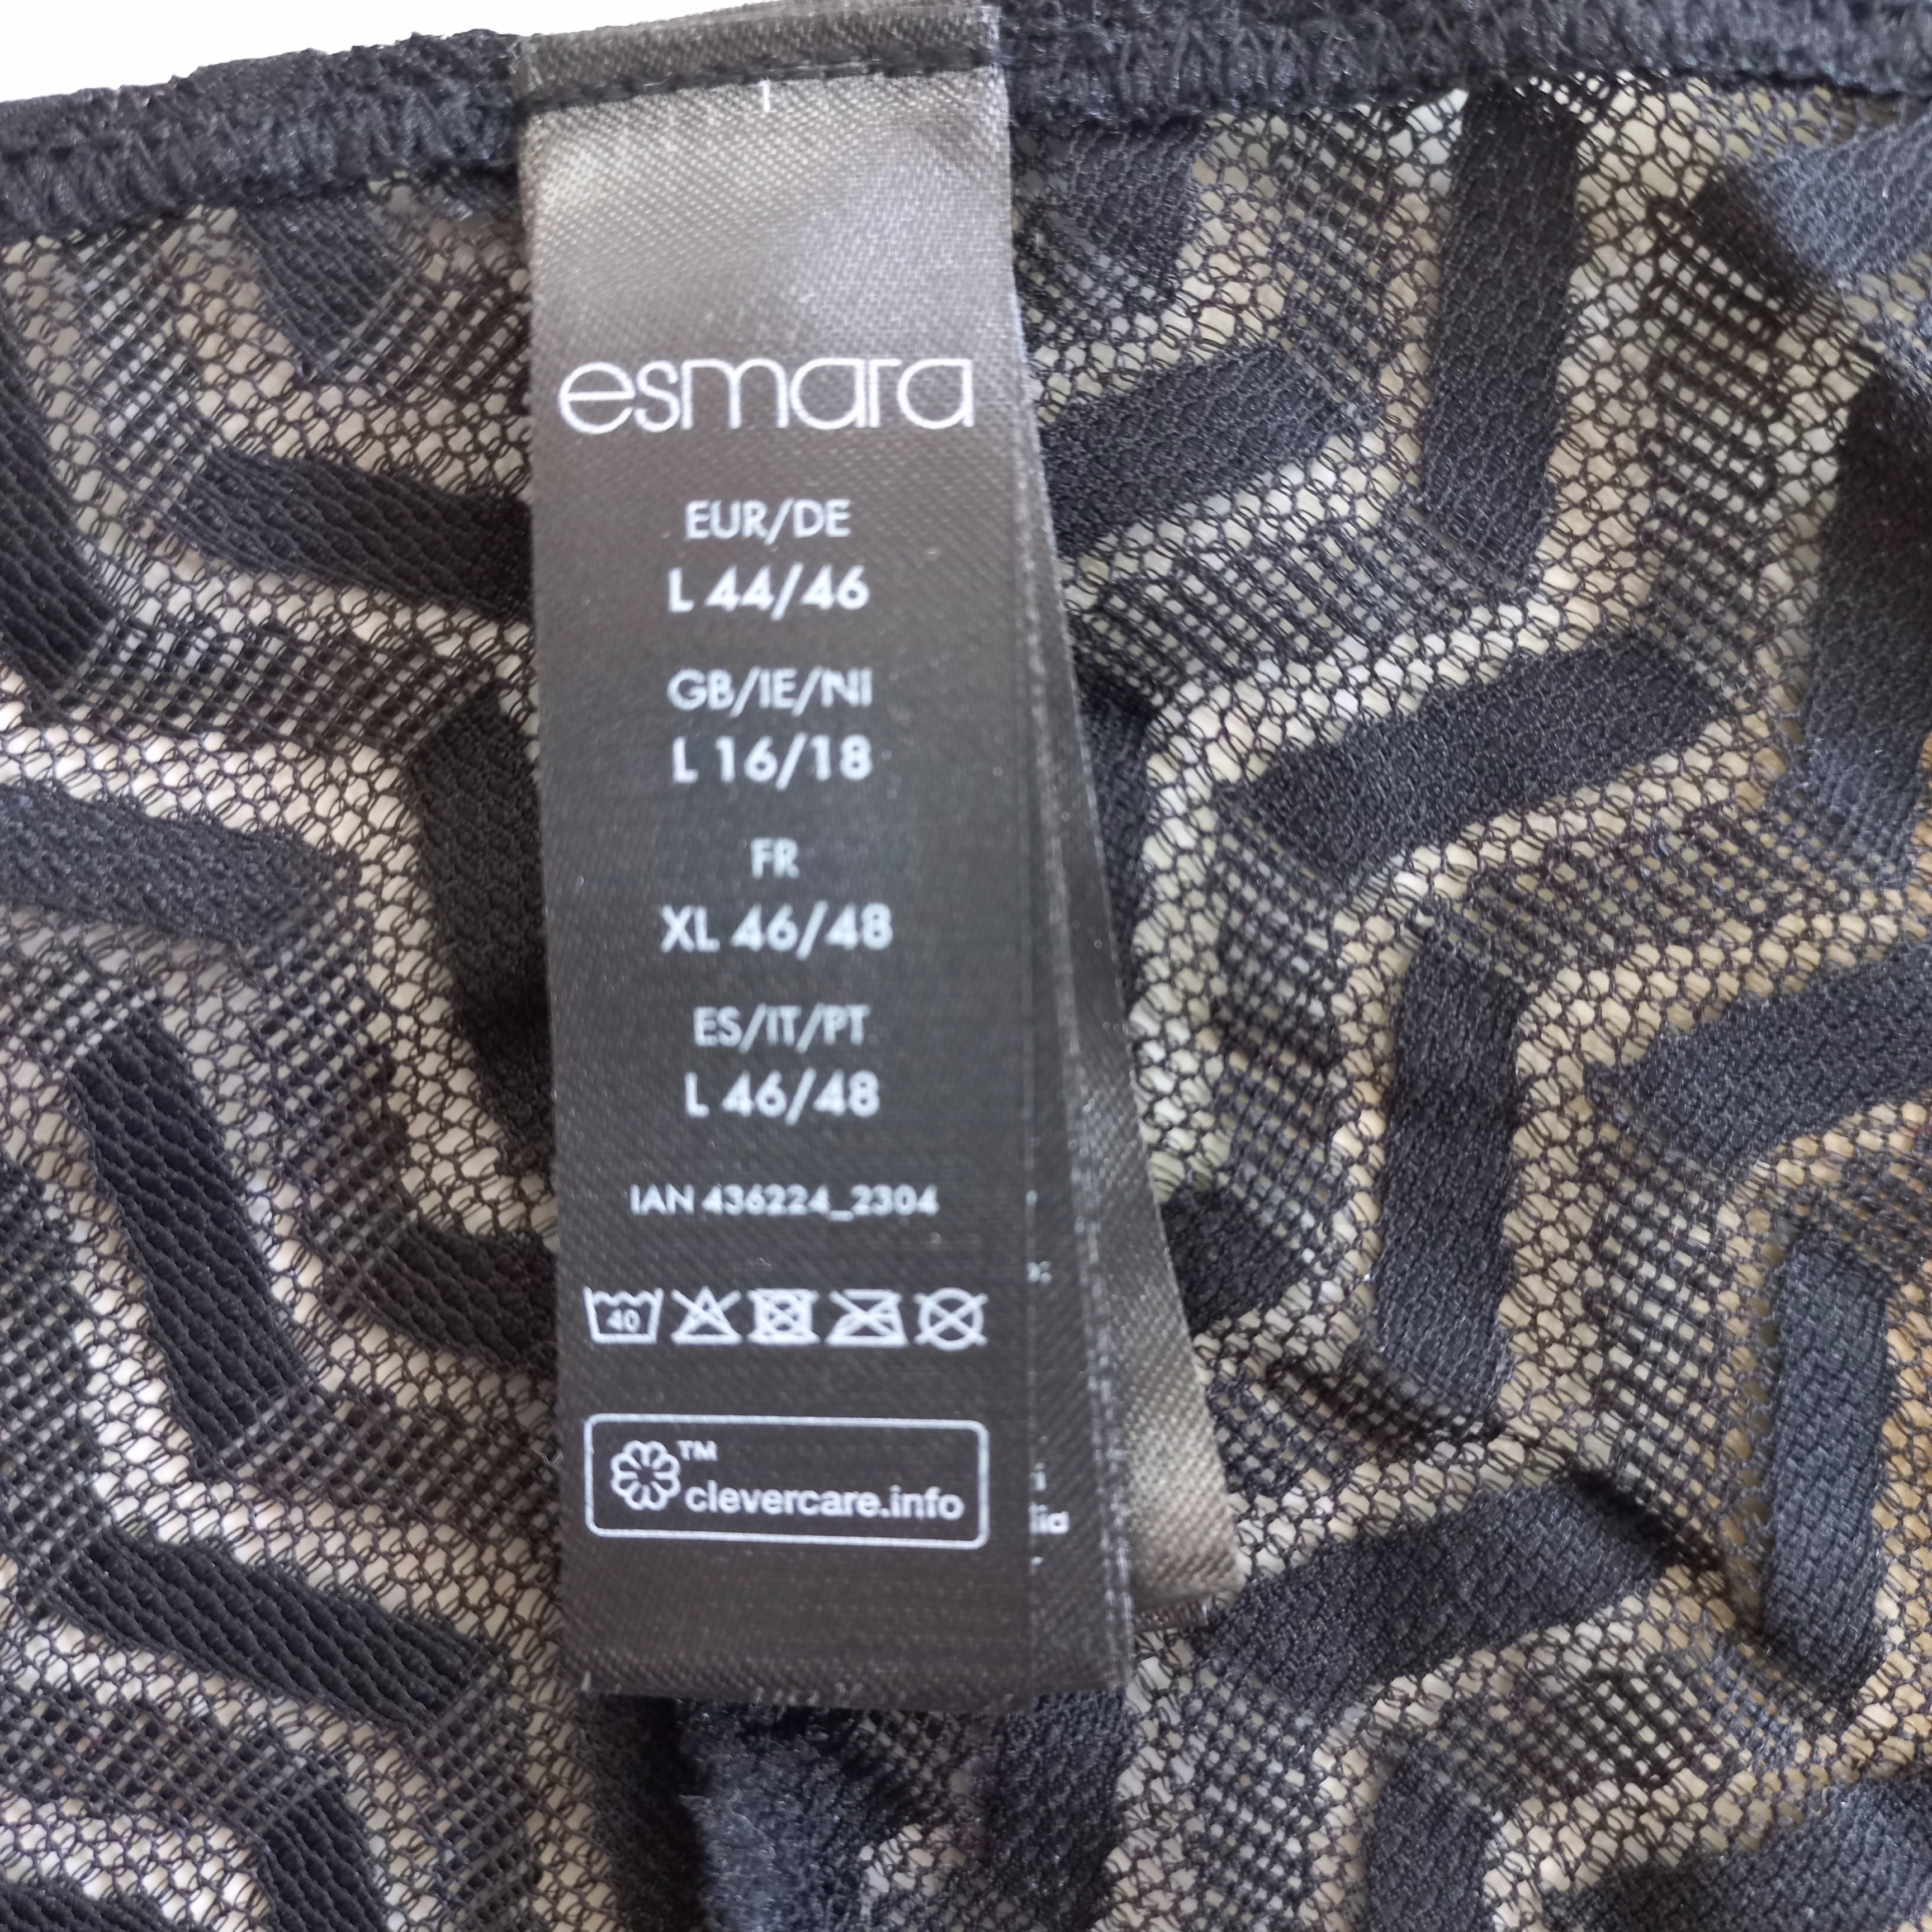 esmara
EUR/DE
L 44/46
GB/IE/NI
L 16/18
FR
XL 46/48
ES/IT/PT
L 46/48
IAN 436224_2304
40
™
clevercare.info